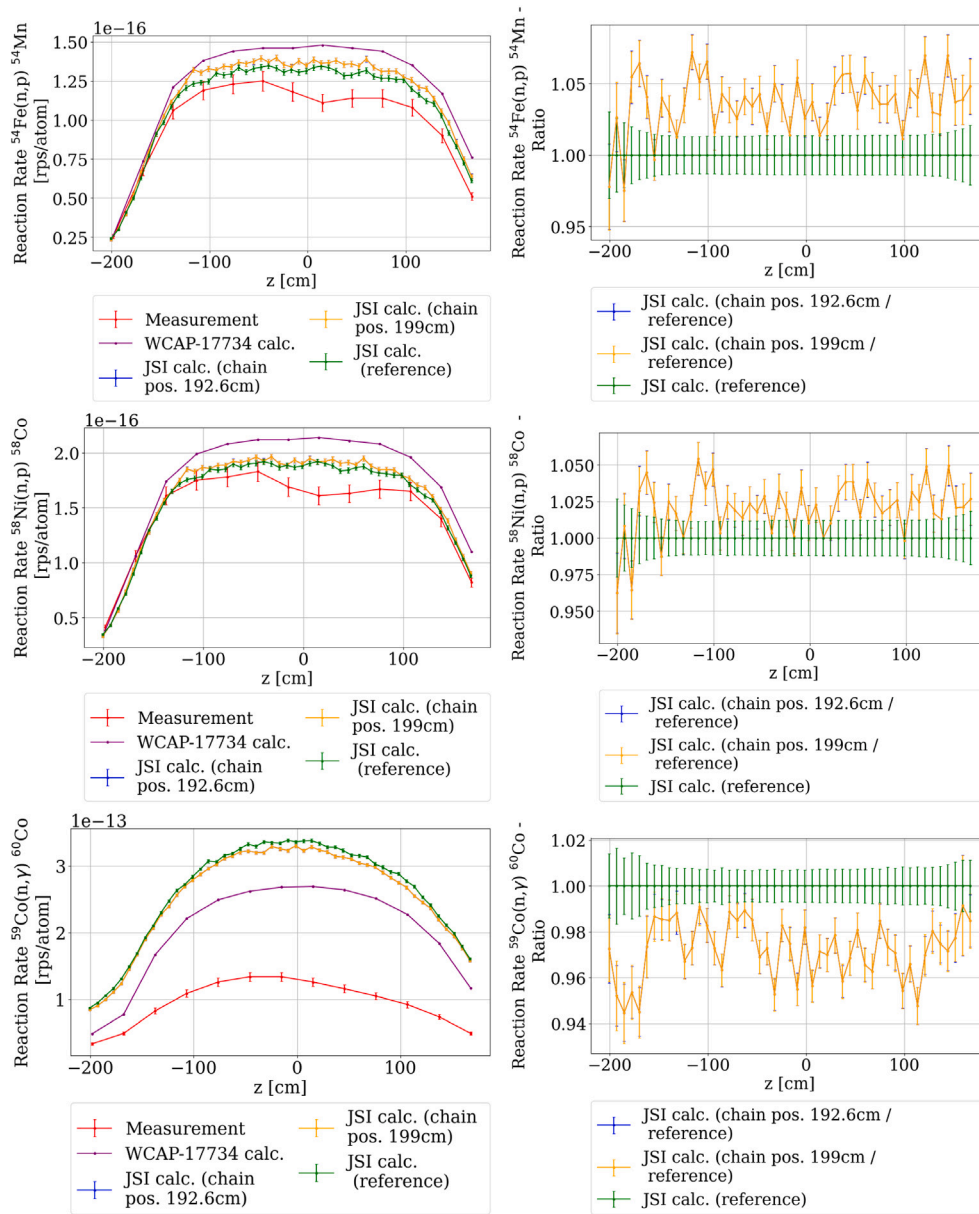 1e−16
Reaction Rate ⁵⁴Fe(n,p) ⁵⁴Mn
[rps/atom]
1.50
1.25
1.00
0.75
0.50
0.25
−200 −100 0 100
z [cm]
Measurement
WCAP-17734 calc.
JSI calc. (chain
pos. 192.6cm)
JSI calc. (chain
pos. 199cm)
JSI calc.
(reference)
Reaction Rate ⁵⁴Fe(n,p) ⁵⁴Mn -
Ratio
1.05
1.00
0.95
−200 −100 0 100
z [cm]
JSI calc. (chain pos. 192.6cm /
reference)
JSI calc. (chain pos. 199cm /
reference)
JSI calc. (reference)
1e−16
Reaction Rate ⁵⁸Ni(n,p) ⁵⁸Co
[rps/atom]
2.0
1.5
1.0
0.5
−200 −100 0 100
z [cm]
Measurement
WCAP-17734 calc.
JSI calc. (chain
pos. 192.6cm)
JSI calc. (chain
pos. 199cm)
JSI calc.
(reference)
Reaction Rate ⁵⁸Ni(n,p) ⁵⁸Co -
Ratio
1.050
1.025
1.000
0.975
0.950
−200 −100 0 100
z [cm]
JSI calc. (chain pos. 192.6cm /
reference)
JSI calc. (chain pos. 199cm /
reference)
JSI calc. (reference)
1e−13
Reaction Rate ⁵⁹Co(n,γ) ⁶⁰Co
[rps/atom]
3
2
1
−200 −100 0 100
z [cm]
Measurement
WCAP-17734 calc.
JSI calc. (chain
pos. 192.6cm)
JSI calc. (chain
pos. 199cm)
JSI calc.
(reference)
Reaction Rate ⁵⁹Co(n,γ) ⁶⁰Co -
Ratio
1.02
1.00
0.98
0.96
0.94
−200 −100 0 100
z [cm]
JSI calc. (chain pos. 192.6cm /
reference)
JSI calc. (chain pos. 199cm /
reference)
JSI calc. (reference)